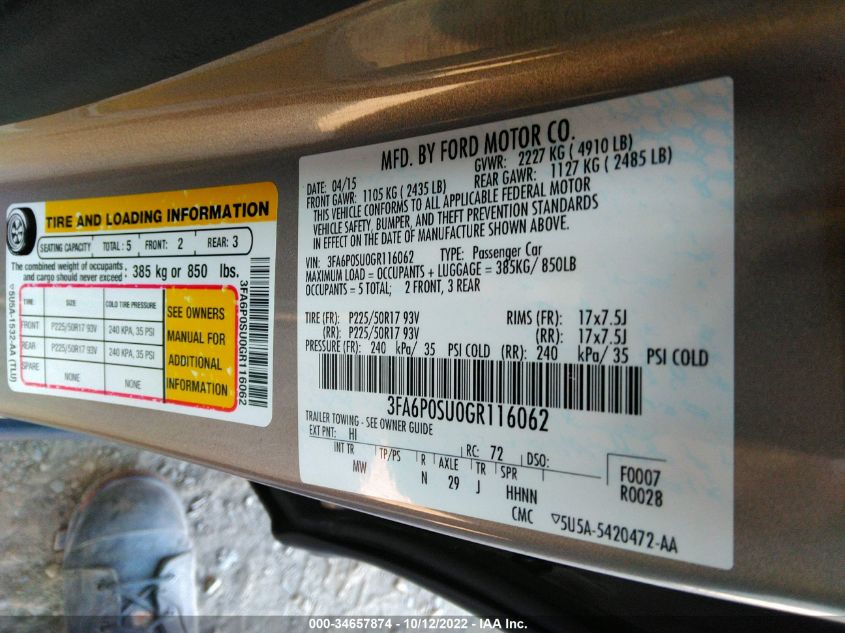 TIRE AND LOADING INFORMATION
SEATING CAPACITY TOTAL: 5 FRONT: 2 REAR: 3
The combined weight of occupants and cargo should never exceed: 385 kg or 850 lbs.
TIRE SIZE COLD TIRE PRESSURE
FRONT P225/50R17 93V 240 KPA, 35 PSI
REAR P225/50R17 93V 240 KPA, 35 PSI
SPARE NONE NONE
SEE OWNERS
MANUAL FOR
ADDITIONAL
INFORMATION
5U5A-1532-AA (TLU)
3FA6P0SU0GR116062
MFD. BY FORD MOTOR CO.
DATE: 04/15 GVWR: 2227 KG ( 4910 LB)
FRONT GAWR: 1105 KG ( 2435 LB) REAR GAWR: 1127 KG ( 2485 LB)
THIS VEHICLE CONFORMS TO ALL APPLICABLE FEDERAL MOTOR
VEHICLE SAFETY, BUMPER, AND THEFT PREVENTION STANDARDS
IN EFFECT ON THE DATE OF MANUFACTURE SHOWN ABOVE.
VIN: 3FA6P0SU0GR116062 TYPE: Passenger Car
MAXIMUM LOAD = OCCUPANTS + LUGGAGE = 385KG/ 850LB
OCCUPANTS = 5 TOTAL; 2 FRONT, 3 REAR
TIRE (FR): P225/50R17 93V RIMS (FR): 17x7.5J
(RR): P225/50R17 93V (RR): 17x7.5J
PRESSURE (FR): 240 kPa/ 35 PSI COLD (RR): 240 kPa/ 35 PSI COLD
3FA6P0SU0GR116062
TRAILER TOWING - SEE OWNER GUIDE
EXT PNT: HI RC: 72 DSO:
INT TR TP/PS R AXLE TR SPR F0007
MW N 29 J HHNN R0028
CMC 5U5A-5420472-AA
000-34657874 - 10/12/2022 - IAA Inc.